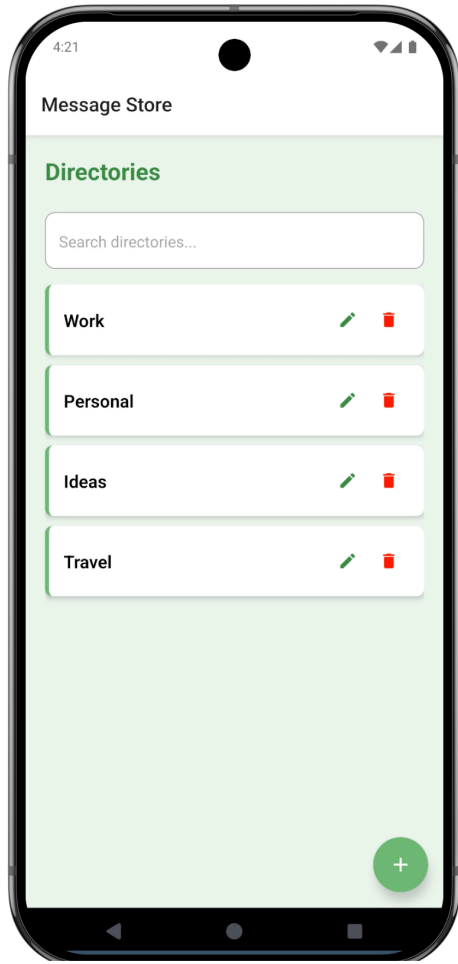 4:21
Message Store
Directories
Search directories...
Work
Personal
Ideas
Travel
+